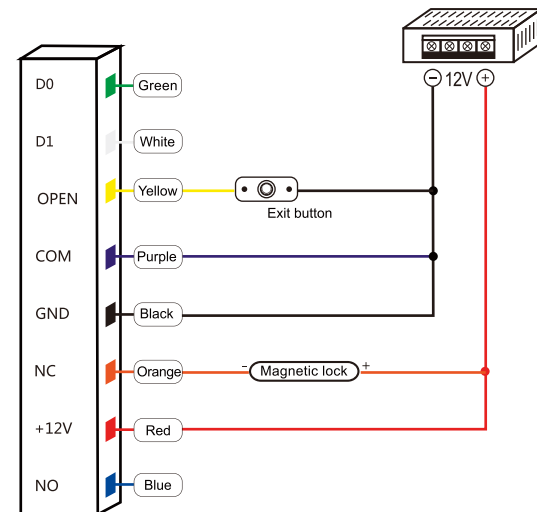 − 12V +
D0 Green
D1 White
OPEN Yellow
Exit button
COM Purple
GND Black
NC Orange - Magnetic lock +
+12V Red
NO Blue